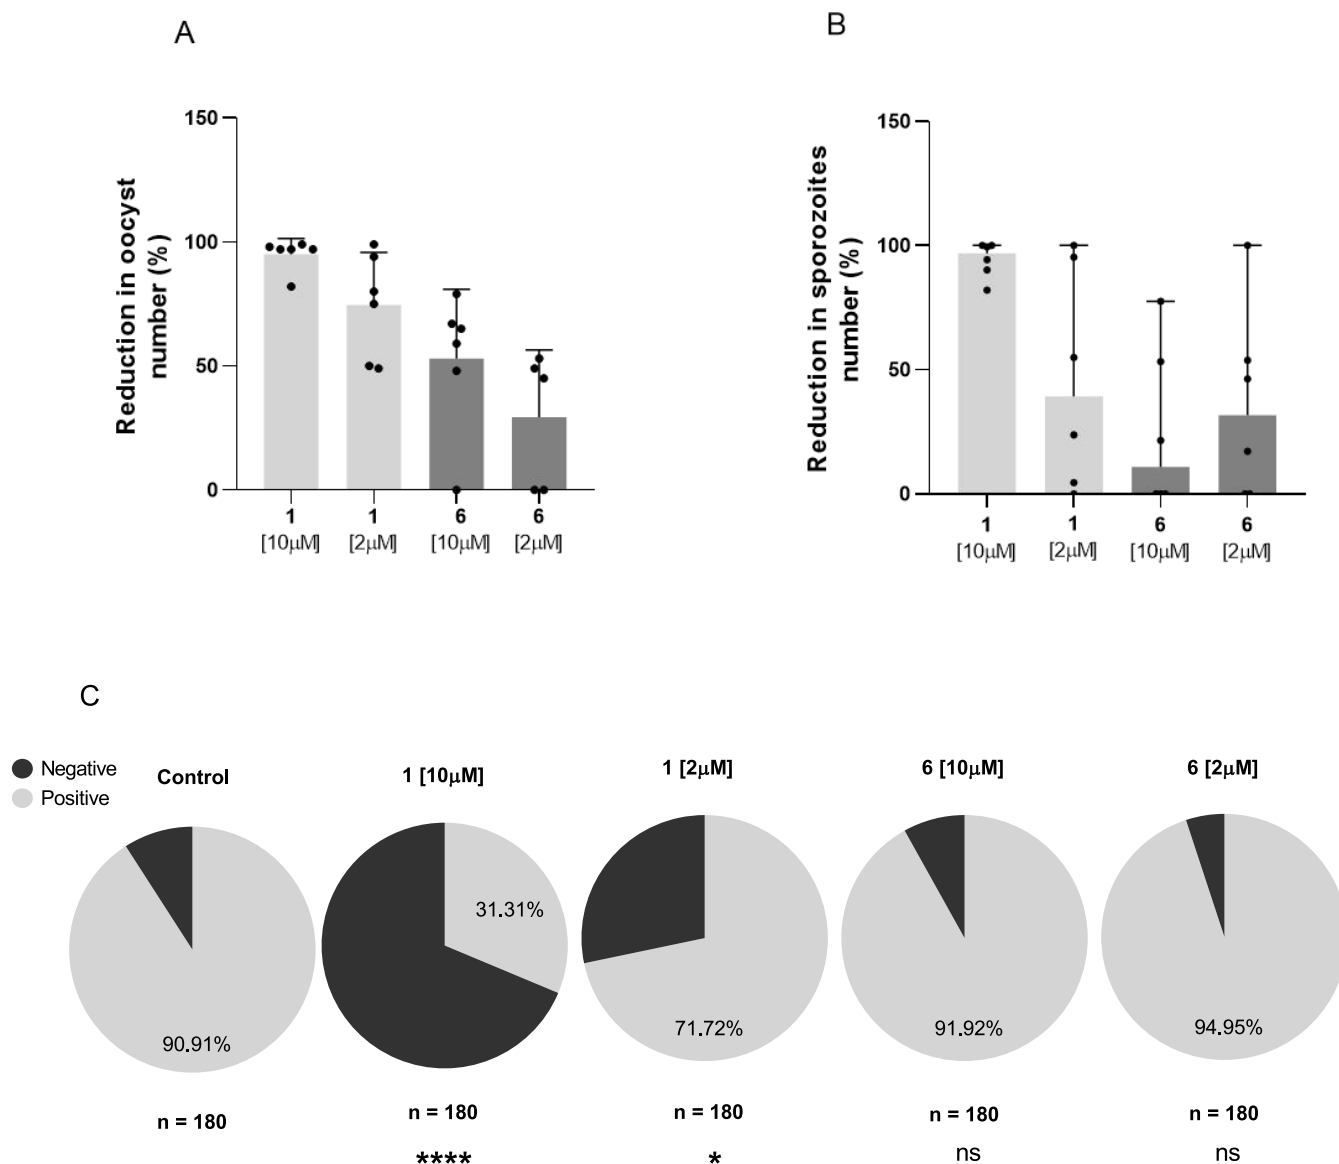 A
Reduction in oocyst
number (%)
150
100
50
0
1
[10μM]
1
[2μM]
6
[10μM]
6
[2μM]
B
Reduction in sporozoites
number (%)
150
100
50
0
1
[10μM]
1
[2μM]
6
[10μM]
6
[2μM]
C
Negative
Positive
Control
90.91%
n = 180
1 [10μM]
31.31%
n = 180
****
1 [2μM]
71.72%
n = 180
*
6 [10μM]
91.92%
n = 180
ns
6 [2μM]
94.95%
n = 180
ns